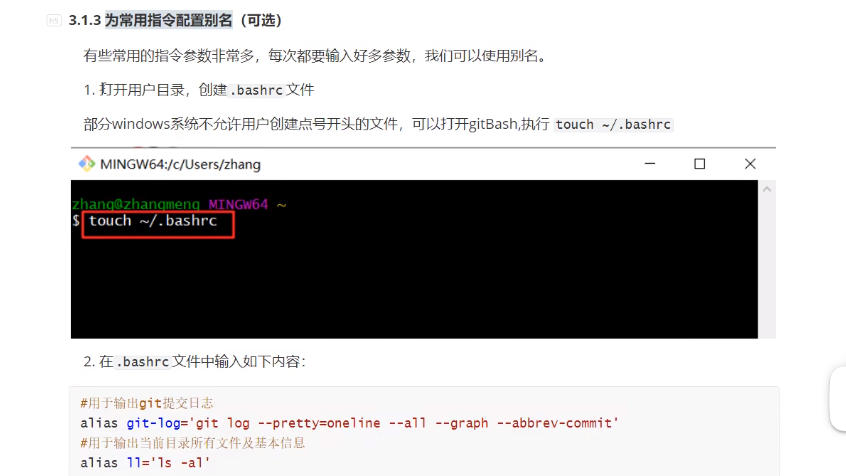 3.1.3 为常用指令配置别名（可选）
有些常用的指令参数非常多，每次都要输入好多参数，我们可以使用别名。
1. 打开用户目录，创建 .bashrc 文件
部分windows系统不允许用户创建点号开头的文件，可以打开gitBash,执行 touch ~/.bashrc
MINGW64:/c/Users/zhang
zhang@zhangmeng MINGW64 ~
$ touch ~/.bashrc
2. 在 .bashrc 文件中输入如下内容：
#用于输出git提交日志
alias git-log='git log --pretty=oneline --all --graph --abbrev-commit'
#用于输出当前目录所有文件及基本信息
alias ll='ls -al'